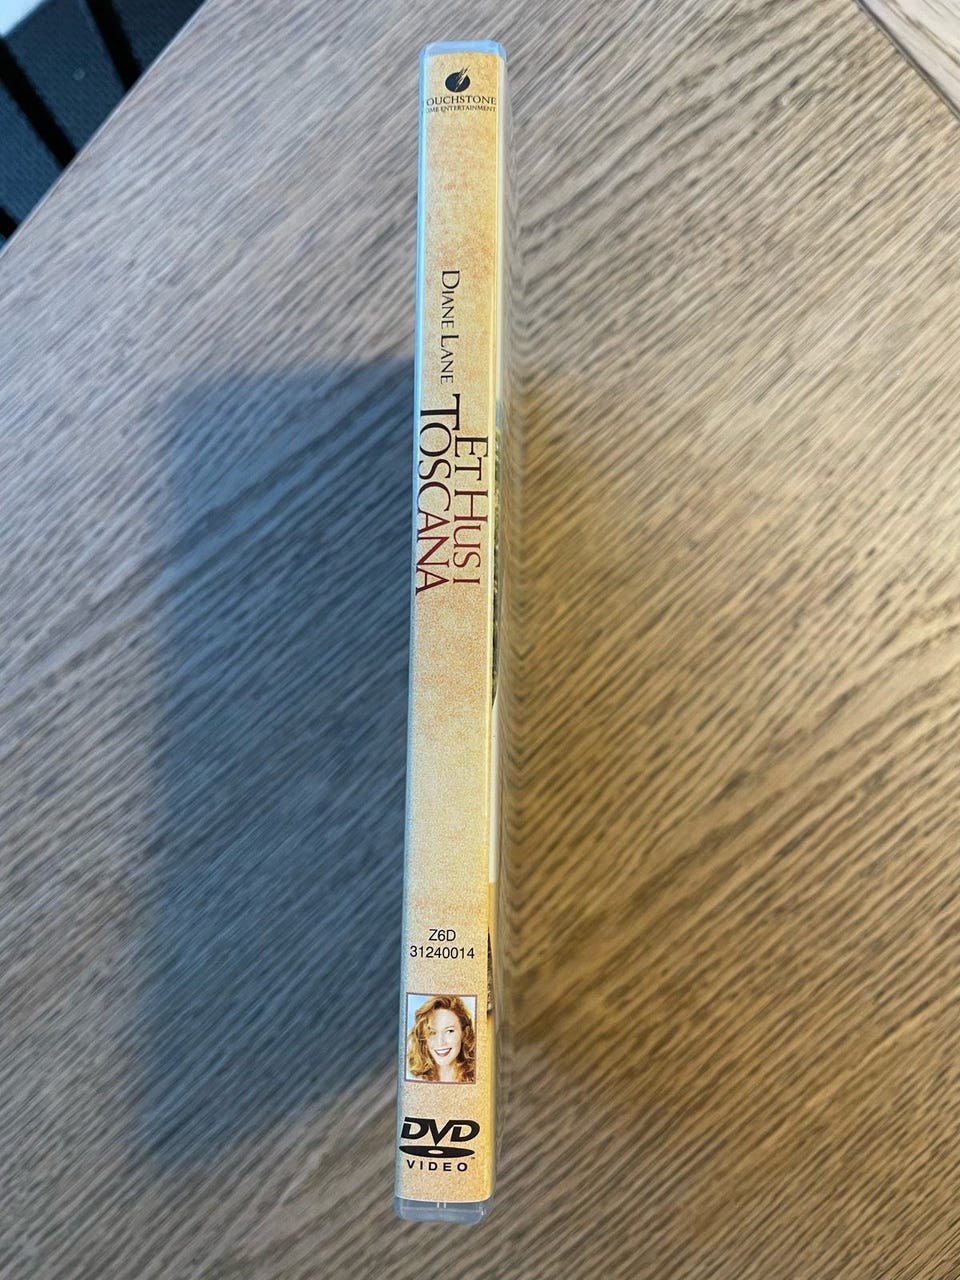 OUCHSTONE
OME ENTERTAINMENT
DIANE LANE
ET HUS I
TOSCANA
Z6D
31240014
DVD
VIDEO